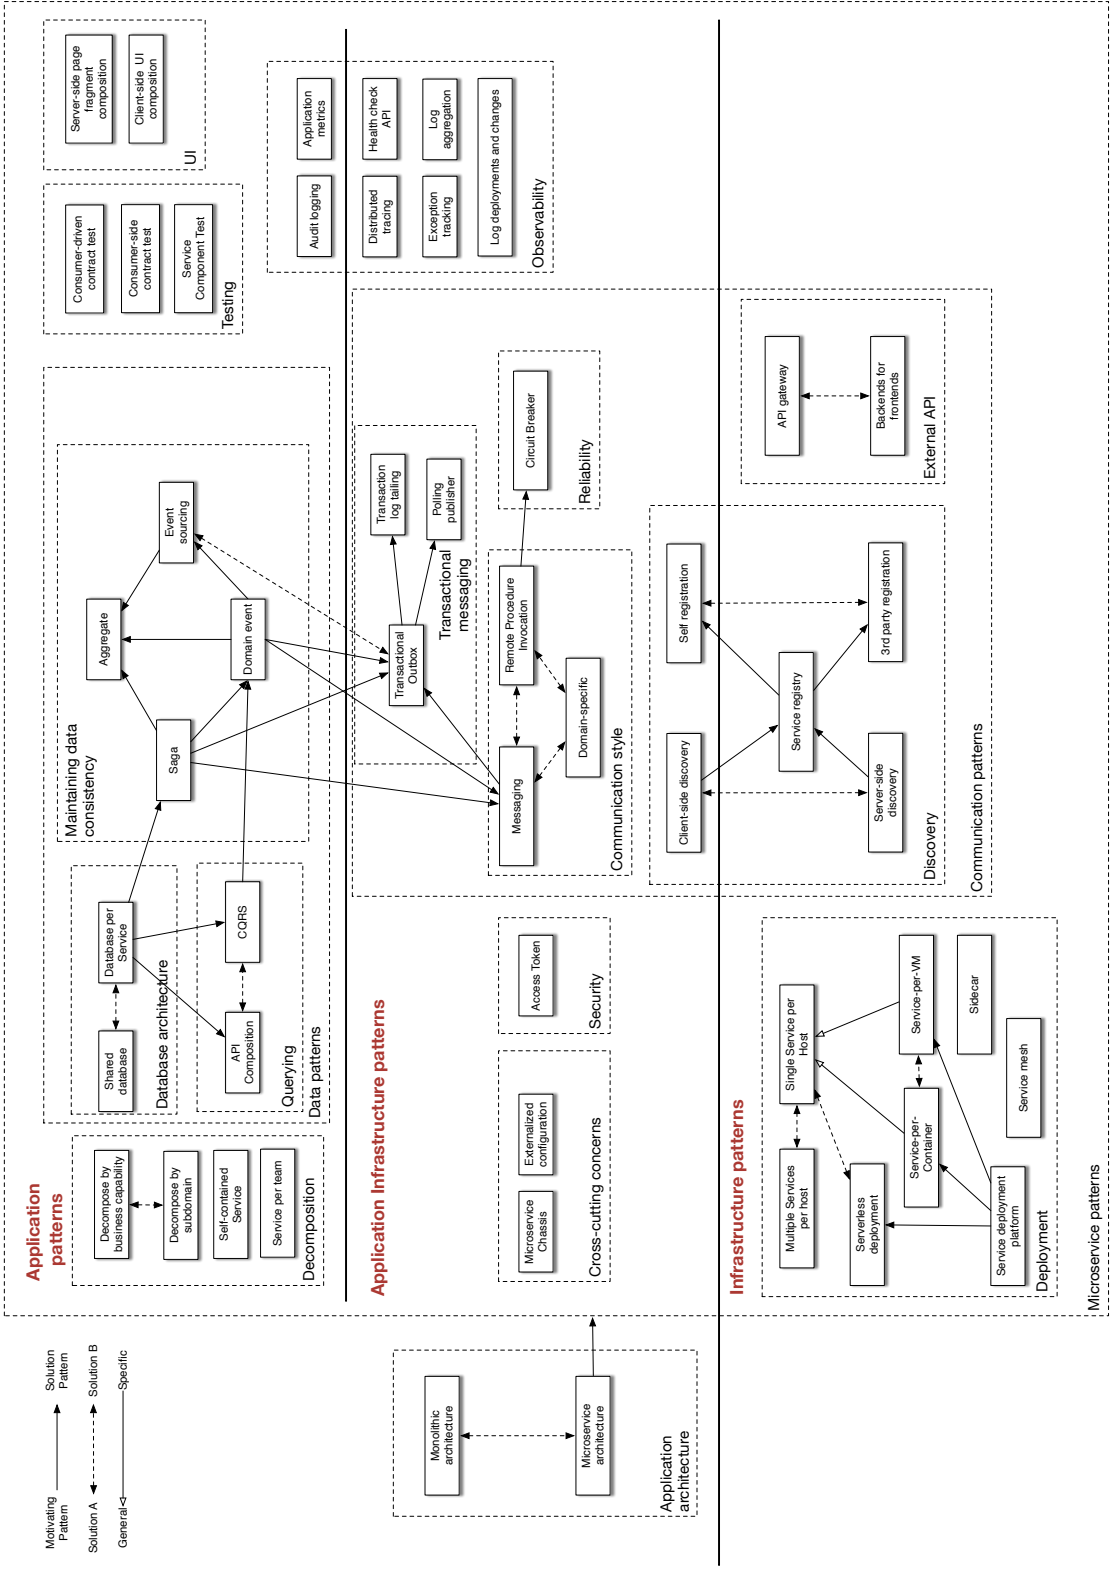 Motivating
Pattern
Solution
Pattern
Solution A
Solution B
General
Specific
Application
patterns
Decompose by
business capability
Decompose by
subdomain
Self-contained
Service
Service per team
Decomposition
Shared
database
Database per
Service
Database architecture
API
Composition
CQRS
Querying
Data patterns
Maintaining data
consistency
Saga
Aggregate
Domain event
Event
sourcing
Consumer-driven
contract test
Consumer-side
contract test
Service
Component Test
Testing
Server-side page
fragment
composition
Client-side UI
composition
UI
Application Infrastructure patterns
Monolithic
architecture
Microservice
architecture
Application
architecture
Microservice
Chassis
Externalized
configuration
Cross-cutting concerns
Access Token
Security
Transactional
Outbox
Transaction
log tailing
Polling
publisher
Transactional
messaging
Messaging
Remote Procedure
Invocation
Domain-specific
Communication style
Circuit Breaker
Reliability
Audit logging
Application
metrics
Distributed
tracing
Health check
API
Exception
tracking
Log
aggregation
Log deployments and changes
Observability
Infrastructure patterns
Multiple Services
per host
Single Service per
Host
Serverless
deployment
Service-per-
Container
Service-per-VM
Service deployment
platform
Sidecar
Service mesh
Deployment
Client-side discovery
Self registration
Service registry
Server-side
discovery
3rd party registration
Discovery
API gateway
Backends for
frontends
External API
Communication patterns
Microservice patterns